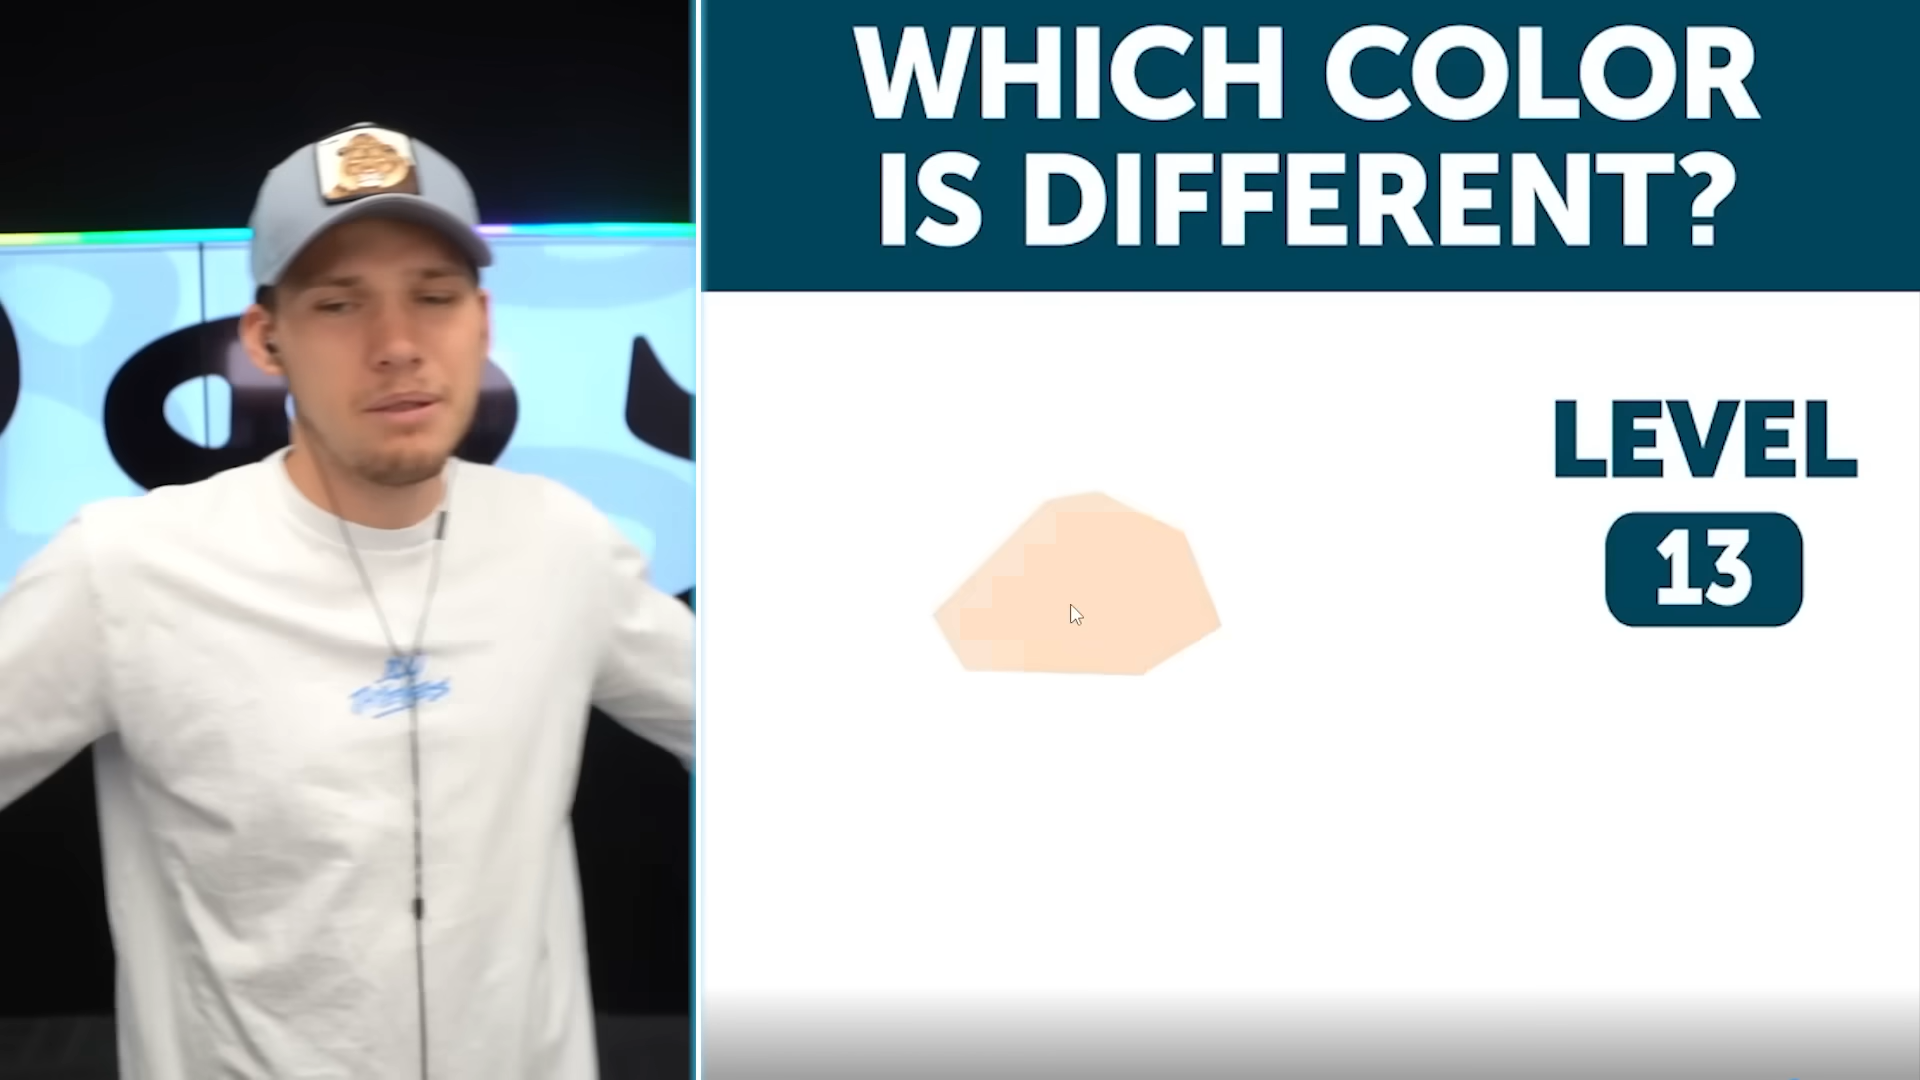 WHICH COLOR
IS DIFFERENT?
LEVEL
13